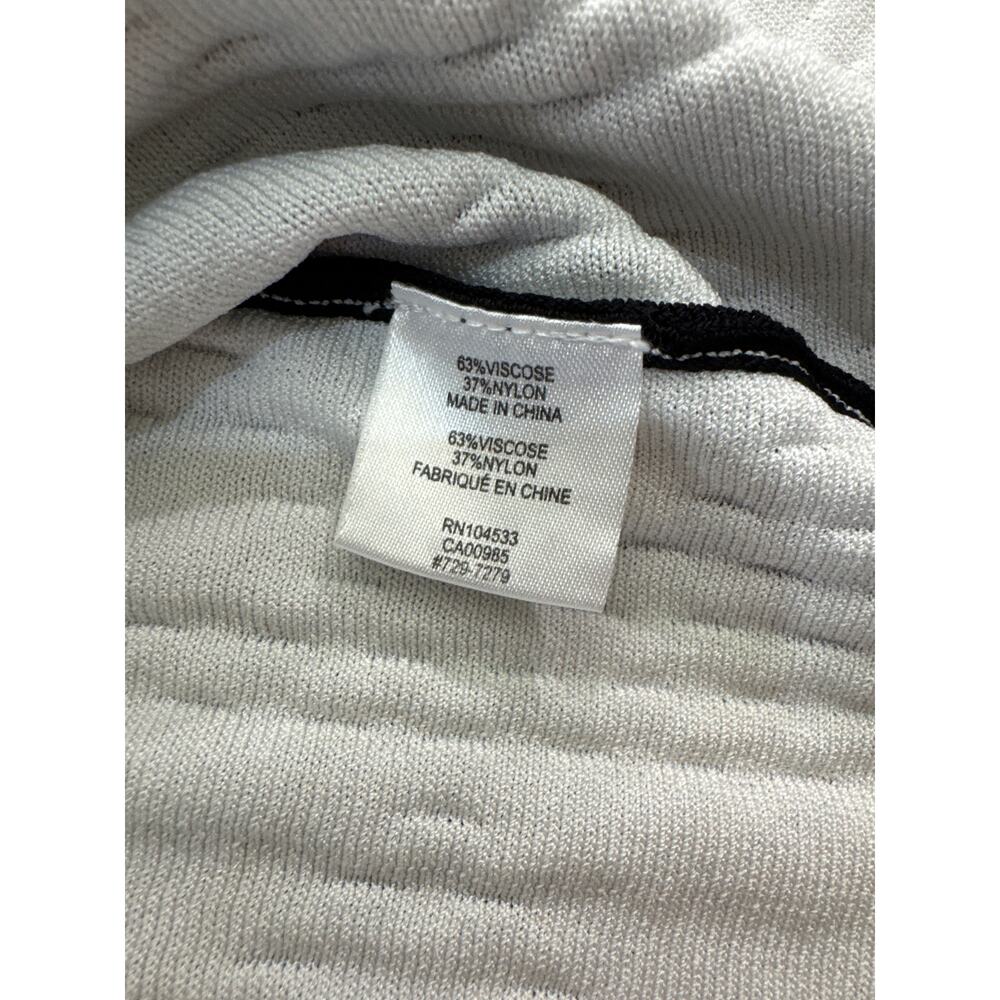 63%VISCOSE
37%NYLON
MADE IN CHINA
63%VISCOSE
37%NYLON
FABRIQUÉ EN CHINE
RN104533
CA00985
#729-7279